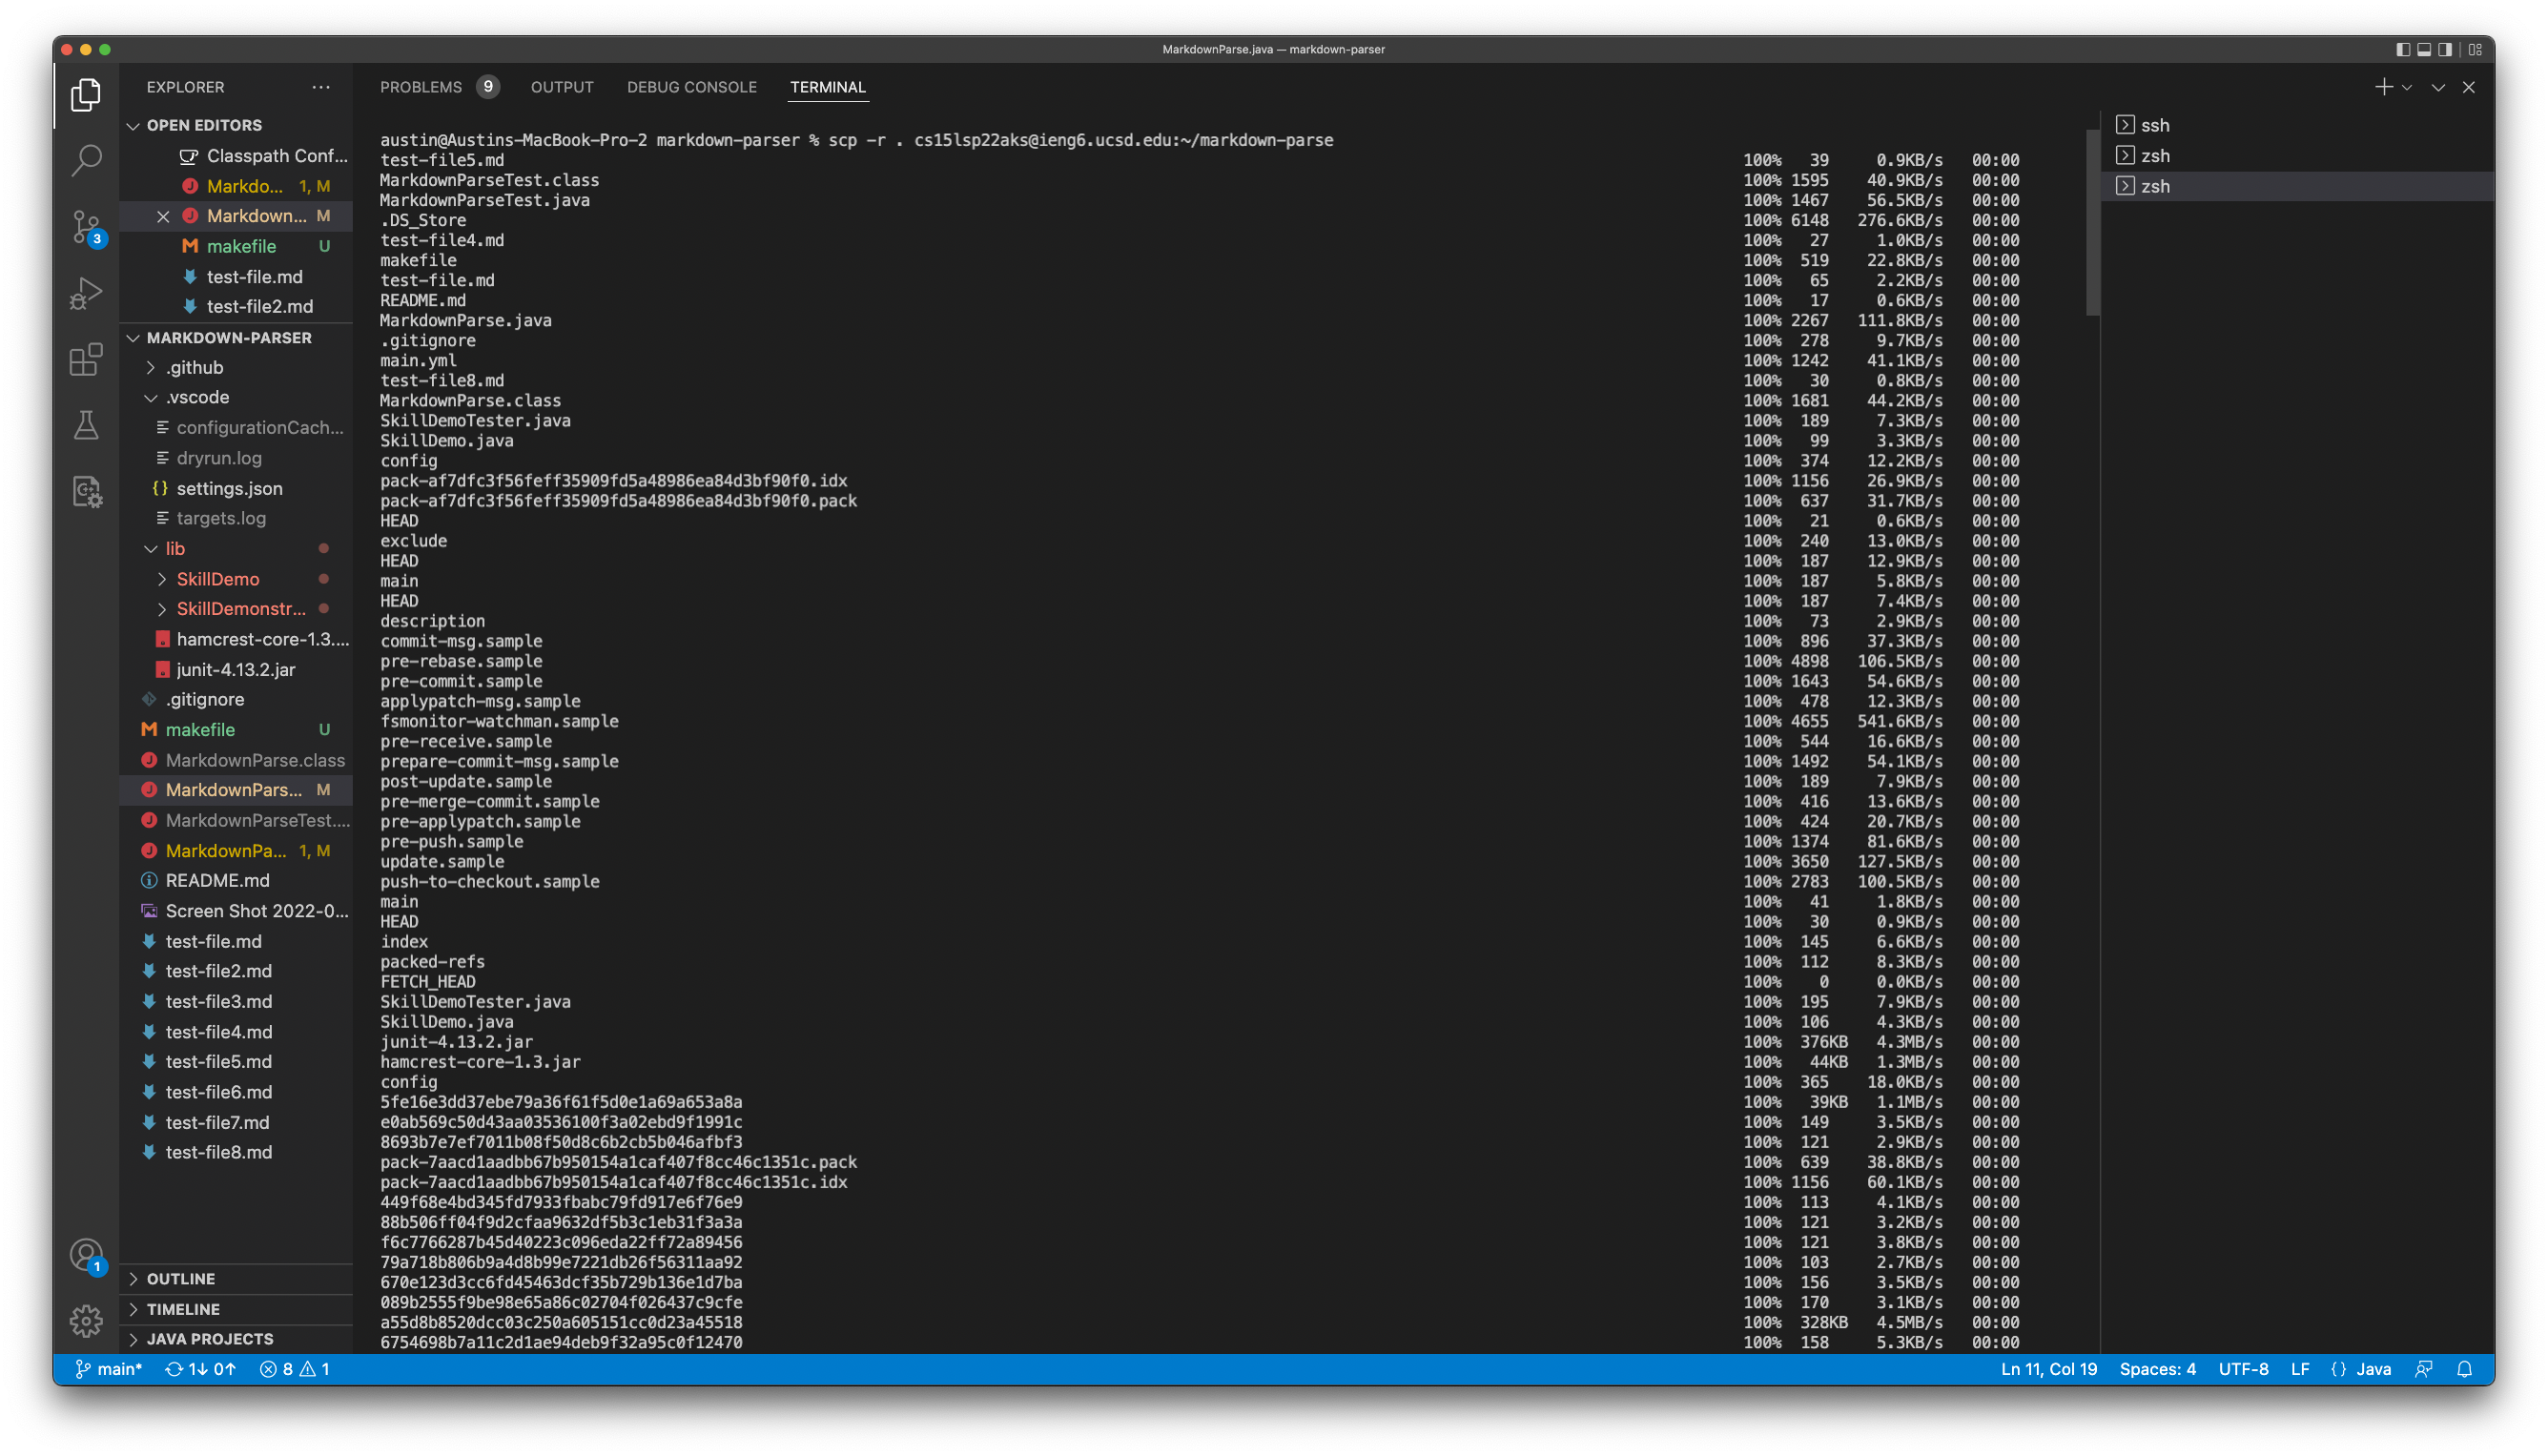 MarkdownParse.java — markdown-parser
EXPLORER
OPEN EDITORS
Classpath Conf...
Markdo... 1, M
Markdown... M
makefile U
test-file.md
test-file2.md
MARKDOWN-PARSER
.github
.vscode
configurationCach...
dryrun.log
settings.json
targets.log
lib
SkillDemo
SkillDemonstr...
hamcrest-core-1.3....
junit-4.13.2.jar
.gitignore
makefile U
MarkdownParse.class
MarkdownPars... M
MarkdownParseTest....
MarkdownPa... 1, M
README.md
Screen Shot 2022-0...
test-file.md
test-file2.md
test-file3.md
test-file4.md
test-file5.md
test-file6.md
test-file7.md
test-file8.md
OUTLINE
TIMELINE
JAVA PROJECTS
3
1
PROBLEMS 9 OUTPUT DEBUG CONSOLE TERMINAL
austin@Austins-MacBook-Pro-2 markdown-parser % scp -r . cs15lsp22aks@ieng6.ucsd.edu:~/markdown-parse
test-file5.md 100% 39 0.9KB/s 00:00
MarkdownParseTest.class 100% 1595 40.9KB/s 00:00
MarkdownParseTest.java 100% 1467 56.5KB/s 00:00
.DS_Store 100% 6148 276.6KB/s 00:00
test-file4.md 100% 27 1.0KB/s 00:00
makefile 100% 519 22.8KB/s 00:00
test-file.md 100% 65 2.2KB/s 00:00
README.md 100% 17 0.6KB/s 00:00
MarkdownParse.java 100% 2267 111.8KB/s 00:00
.gitignore 100% 278 9.7KB/s 00:00
main.yml 100% 1242 41.1KB/s 00:00
test-file8.md 100% 30 0.8KB/s 00:00
MarkdownParse.class 100% 1681 44.2KB/s 00:00
SkillDemoTester.java 100% 189 7.3KB/s 00:00
SkillDemo.java 100% 99 3.3KB/s 00:00
config 100% 374 12.2KB/s 00:00
pack-af7dfc3f56feff35909fd5a48986ea84d3bf90f0.idx 100% 1156 26.9KB/s 00:00
pack-af7dfc3f56feff35909fd5a48986ea84d3bf90f0.pack 100% 637 31.7KB/s 00:00
HEAD 100% 21 0.6KB/s 00:00
exclude 100% 240 13.0KB/s 00:00
HEAD 100% 187 12.9KB/s 00:00
main 100% 187 5.8KB/s 00:00
HEAD 100% 187 7.4KB/s 00:00
description 100% 73 2.9KB/s 00:00
commit-msg.sample 100% 896 37.3KB/s 00:00
pre-rebase.sample 100% 4898 106.5KB/s 00:00
pre-commit.sample 100% 1643 54.6KB/s 00:00
applypatch-msg.sample 100% 478 12.3KB/s 00:00
fsmonitor-watchman.sample 100% 4655 541.6KB/s 00:00
pre-receive.sample 100% 544 16.6KB/s 00:00
prepare-commit-msg.sample 100% 1492 54.1KB/s 00:00
post-update.sample 100% 189 7.9KB/s 00:00
pre-merge-commit.sample 100% 416 13.6KB/s 00:00
pre-applypatch.sample 100% 424 20.7KB/s 00:00
pre-push.sample 100% 1374 81.6KB/s 00:00
update.sample 100% 3650 127.5KB/s 00:00
push-to-checkout.sample 100% 2783 100.5KB/s 00:00
main 100% 41 1.8KB/s 00:00
HEAD 100% 30 0.9KB/s 00:00
index 100% 145 6.6KB/s 00:00
packed-refs 100% 112 8.3KB/s 00:00
FETCH_HEAD 100% 0 0.0KB/s 00:00
SkillDemoTester.java 100% 195 7.9KB/s 00:00
SkillDemo.java 100% 106 4.3KB/s 00:00
junit-4.13.2.jar 100% 376KB 4.3MB/s 00:00
hamcrest-core-1.3.jar 100% 44KB 1.3MB/s 00:00
config 100% 365 18.0KB/s 00:00
5fe16e3dd37ebe79a36f61f5d0e1a69a653a8a 100% 39KB 1.1MB/s 00:00
e0ab569c50d43aa03536100f3a02ebd9f1991c 100% 149 3.5KB/s 00:00
8693b7e7ef7011b08f50d8c6b2cb5b046afbf3 100% 121 2.9KB/s 00:00
pack-7aacd1aadbb67b950154a1caf407f8cc46c1351c.pack 100% 639 38.8KB/s 00:00
pack-7aacd1aadbb67b950154a1caf407f8cc46c1351c.idx 100% 1156 60.1KB/s 00:00
449f68e4bd345fd7933fbabc79fd917e6f76e9 100% 113 4.1KB/s 00:00
88b506ff04f9d2cfaa9632df5b3c1eb31f3a3a 100% 121 3.2KB/s 00:00
f6c7766287b45d40223c096eda22ff72a89456 100% 121 3.8KB/s 00:00
79a718b806b9a4d8b99e7221db26f56311aa92 100% 103 2.7KB/s 00:00
670e123d3cc6fd45463dcf35b729b136e1d7ba 100% 156 3.5KB/s 00:00
089b2555f9be98e65a86c02704f026437c9cfe 100% 170 3.1KB/s 00:00
a55d8b8520dcc03c250a605151cc0d23a45518 100% 328KB 4.5MB/s 00:00
6754698b7a11c2d1ae94deb9f32a95c0f12470 100% 158 5.3KB/s 00:00
ssh
zsh
zsh
main* 1↓ 0↑ 8 1 Ln 11, Col 19 Spaces: 4 UTF-8 LF {} Java